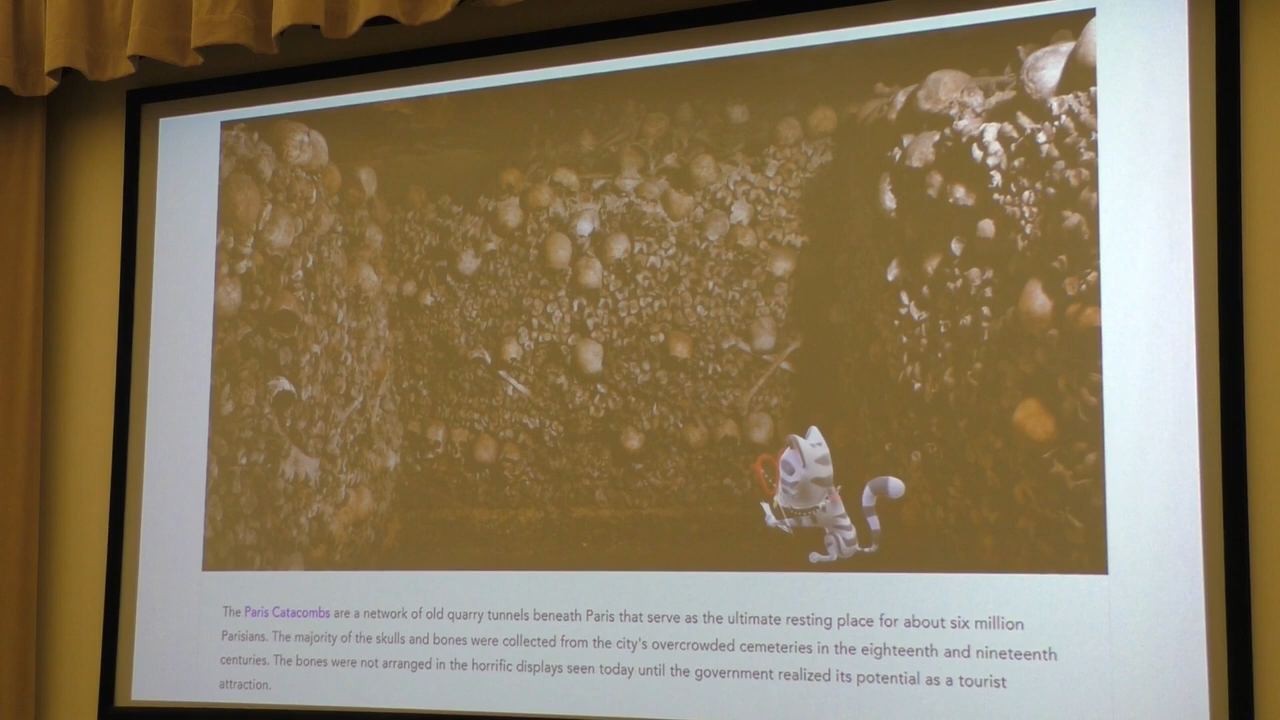 The Paris Catacombs are a network of old quarry tunnels beneath Paris that serve as the ultimate resting place for about six million
Parisians. The majority of the skulls and bones were collected from the city's overcrowded cemeteries in the eighteenth and nineteenth
centuries. The bones were not arranged in the horrific displays seen today until the government realized its potential as a tourist
attraction.